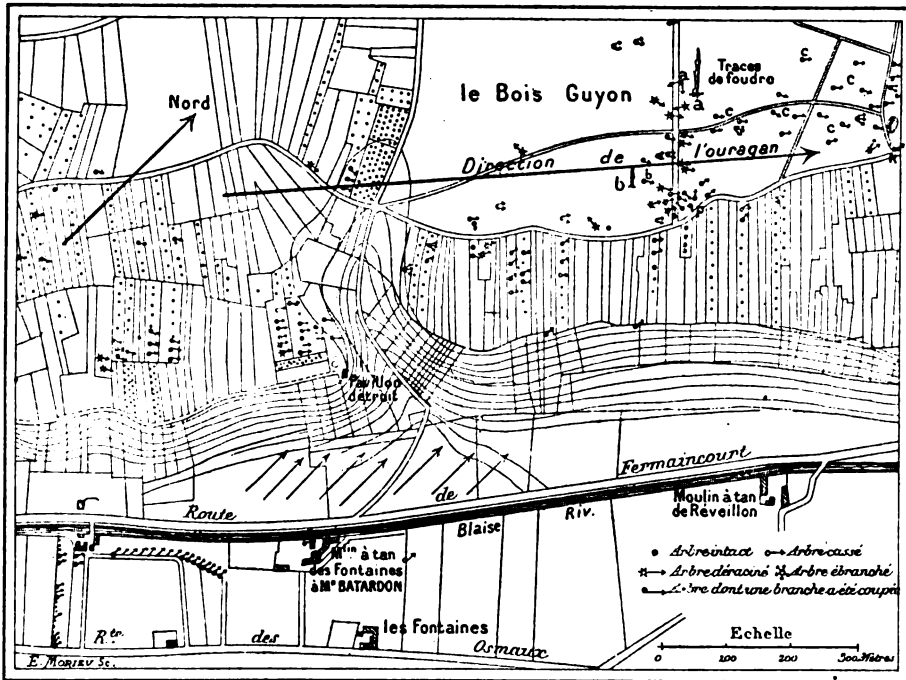 Nord
le Bois Guyon
Traces
de foudre
a
a
c
c
c
c
c
c
Direction de l'ouragan
b
b
Pavillon
détruit
Route de Fermaincourt
Blaise Riv.
Moulin à tan
de Réveillon
Min à tan
des Fontaines
à Mr BATARDON
les Fontaines
Rte des Osmeaux
• Arbre intact Arbre cassé
Arbre déraciné Arbre ébranché
Arbre dont une branche a été coupée
Echelle
0 100 200 300 Mètres
E. MORIEU Sc.